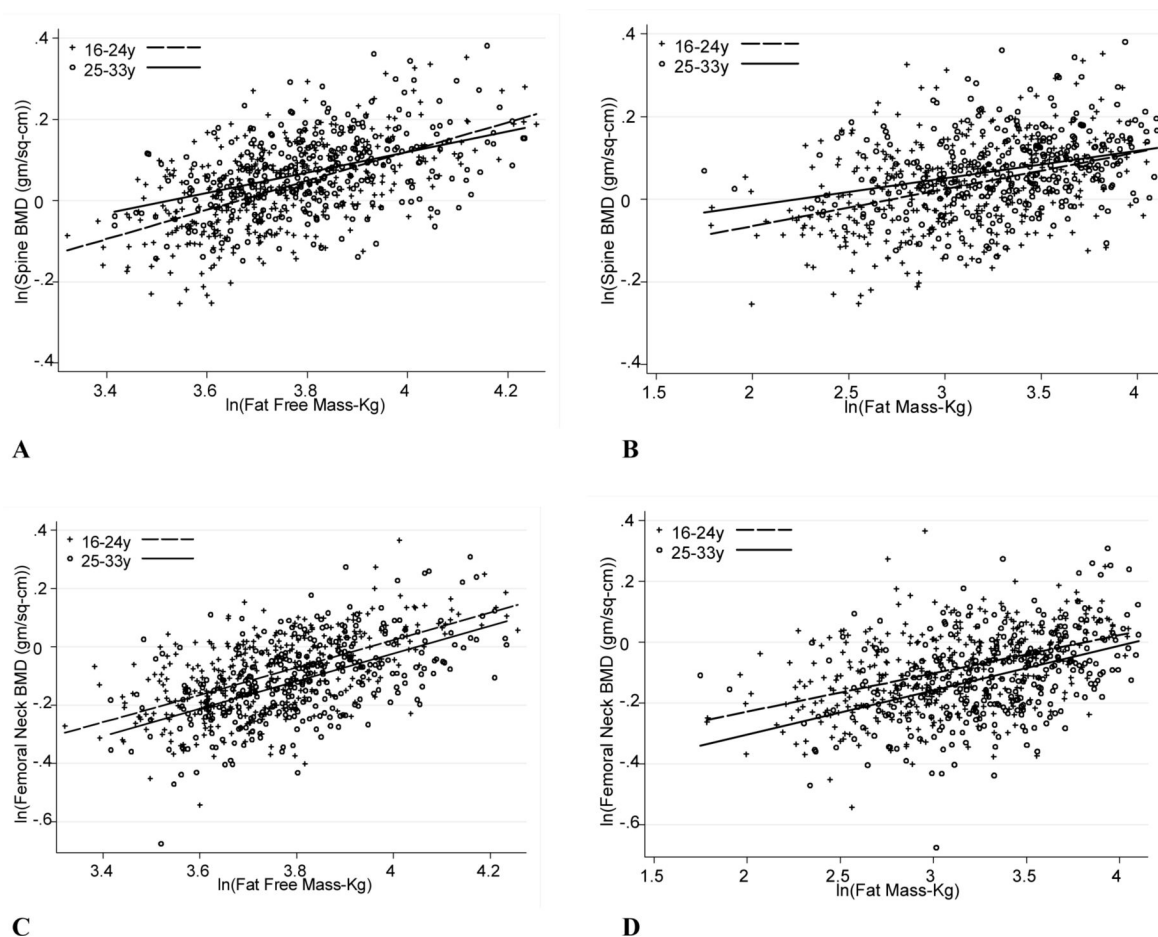 .4
+ 16-24y
o 25-33y
.2
0
-.2
-.4
ln(Spine BMD (gm/sq-cm))
3.4 3.6 3.8 4 4.2
ln(Fat Free Mass-Kg)
A
.4
+ 16-24y
o 25-33y
.2
0
-.2
-.4
ln(Spine BMD (gm/sq-cm))
1.5 2 2.5 3 3.5 4
ln(Fat Mass-Kg)
B
.4
+ 16-24y
o 25-33y
.2
0
-.2
-.4
-.6
ln(Femoral Neck BMD (gm/sq-cm))
3.4 3.6 3.8 4 4.2
ln(Fat Free Mass-Kg)
C
.4
+ 16-24y
o 25-33y
.2
0
-.2
-.4
-.6
ln(Femoral Neck BMD (gm/sq-cm))
1.5 2 2.5 3 3.5 4
ln(Fat Mass-Kg)
D